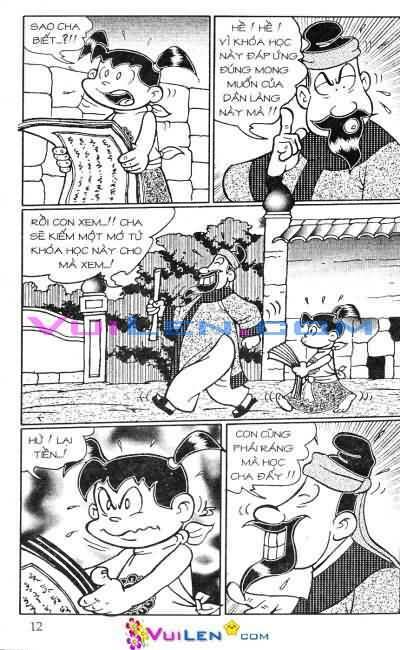 SAO CHA
BIẾT...?!!
HỀ! HỀ!
VÌ KHÓA HỌC
NÀY ĐÁP ỨNG
ĐÚNG MONG
MUỐN CỦA
DÂN LÀNG
NÀY MÀ!!
RỒI CON XEM...!! CHA
SẼ KIẾM MỘT MỚ TỪ
KHÓA HỌC NÀY CHO
MÀ XEM...!
VUILEN.COM
HỪ! LẠI
TIỀN...!
CON CŨNG
PHẢI RÁNG
MÀ HỌC
CHA ĐẤY!!
12
VUILEN.COM